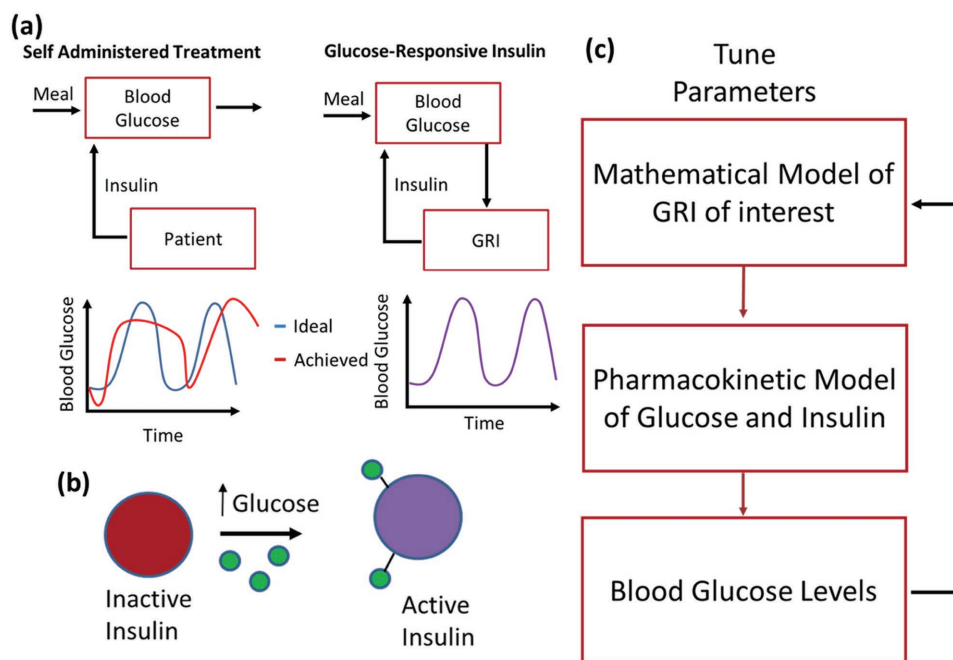 (a)
Self Administered Treatment
Meal
Blood
Glucose
Insulin
Patient
Blood Glucose
Time
Ideal
Achieved
Glucose-Responsive Insulin
Meal
Blood
Glucose
Insulin
GRI
Blood Glucose
Time
(b)
Inactive
Insulin
Glucose
Active
Insulin
(c)
Tune
Parameters
Mathematical Model of
GRI of interest
Pharmacokinetic Model
of Glucose and Insulin
Blood Glucose Levels